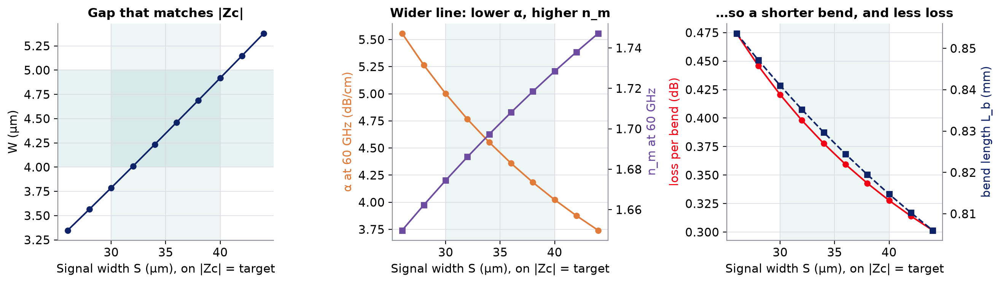 Gap that matches |Zc|
W (µm)
5.25
5.00
4.75
4.50
4.25
4.00
3.75
3.50
3.25
30 35 40
Signal width S (µm), on |Zc| = target
Wider line: lower α, higher n_m
α at 60 GHz (dB/cm)
5.50
5.25
5.00
4.75
4.50
4.25
4.00
3.75
1.74
1.72
1.70
1.68
1.66
n_m at 60 GHz
30 35 40
Signal width S (µm), on |Zc| = target
...so a shorter bend, and less loss
loss per bend (dB)
0.475
0.450
0.425
0.400
0.375
0.350
0.325
0.300
0.85
0.84
0.83
0.82
0.81
bend length L_b (mm)
30 35 40
Signal width S (µm), on |Zc| = target